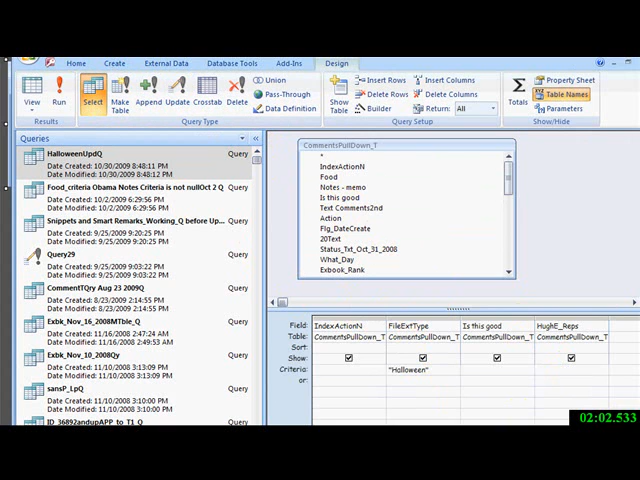 Home Create External Data Database Tools Add-Ins Design
View Run Select Make Table Append Update Crosstab Delete Union Pass-Through Data Definition Show Table Insert Rows Delete Rows Builder Insert Columns Delete Columns Return: All Totals Property Sheet Table Names Parameters
Results Query Type Query Setup Show/Hide
Queries
HalloweenUpdQ Query
Date Created: 10/30/2009 8:48:11 PM
Date Modified: 10/30/2009 8:48:12 PM
Food_criteria Obama Notes Criteria is not nullOct 2 Q
Date Created: 10/2/2009 6:29:56 PM
Date Modified: 10/2/2009 6:29:56 PM
Snippets and Smart Remarks_Working_Q before Up...
Date Created: 9/25/2009 9:20:25 PM
Date Modified: 9/25/2009 9:20:25 PM
Query29 Query
Date Created: 9/25/2009 9:03:22 PM
Date Modified: 9/25/2009 9:03:22 PM
CommentTQry Aug 23 2009Q Query
Date Created: 8/23/2009 2:14:55 PM
Date Modified: 8/23/2009 2:14:55 PM
Exbk_Nov_16_2008MTble_Q Query
Date Created: 11/16/2008 2:47:24 AM
Date Modified: 11/16/2008 2:49:53 AM
Exbk_Nov_10_2008Qy Query
Date Created: 11/10/2008 3:13:09 PM
Date Modified: 11/10/2008 3:13:09 PM
sansP_LpQ Query
Date Created: 11/10/2008 3:04:20 PM
Date Modified: 11/10/2008 3:04:20 PM
ID_36892andupAPP_to_T1_Q Query
CommentsPullDown_T
*
IndexActionN
Food
Notes - memo
Is this good
Text Comments2nd
Action
Flg_DateCreate
20Text
Status_Txt_Oct_31_2008
What_Day
Exbook_Rank
Field: IndexActionN FileExtType Is this good HughE_Reps
Table: CommentsPullDown_T CommentsPullDown_T CommentsPullDown_T CommentsPullDown_T
Sort:
Show:
Criteria: "Halloween"
or:
02:02.533